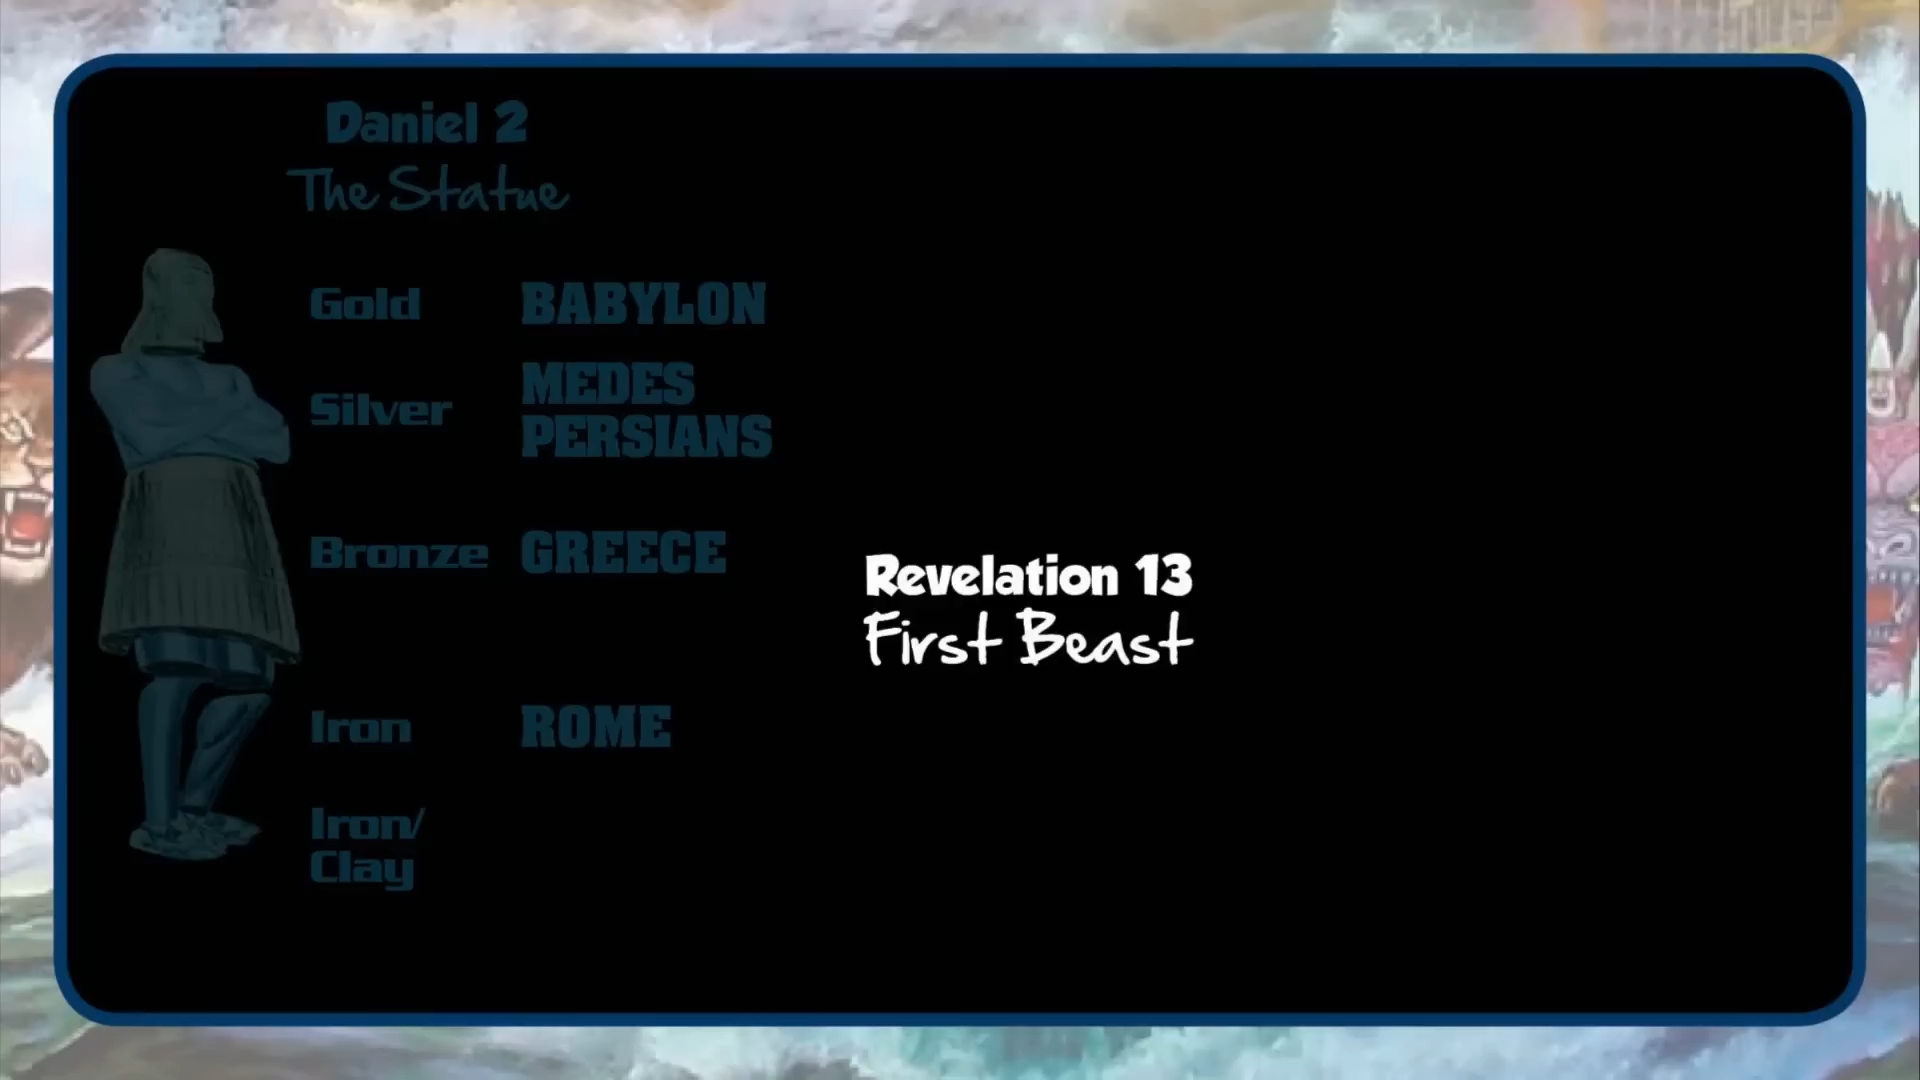 Daniel 2
The Statue
Gold BABYLON
Silver MEDES
PERSIANS
Bronze GREECE
Revelation 13
First Beast
Iron ROME
Iron/
Clay